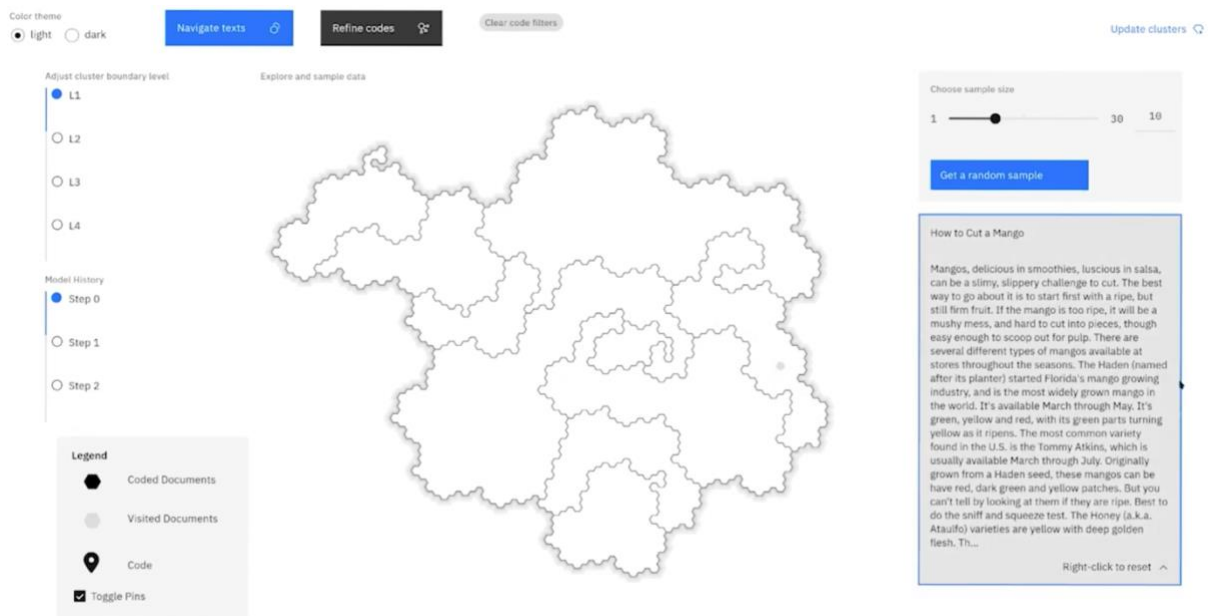 Color theme
light
dark
Navigate texts
Refine codes
Clear code filters
Update clusters
Adjust cluster boundary level
L1
L2
L3
L4
Model History
Step 0
Step 1
Step 2
Legend
Coded Documents
Visited Documents
Code
Toggle Pins
Explore and sample data
Choose sample size
1
30
10
Get a random sample
How to Cut a Mango
Mangos, delicious in smoothies, luscious in salsa,
can be a slimy, slippery challenge to cut. The best
way to go about it is to start first with a ripe, but
still firm fruit. If the mango is too ripe, it will be a
mushy mess, and hard to cut into pieces, though
easy enough to scoop out for pulp. There are
several different types of mangos available at
stores throughout the seasons. The Haden (named
after its planter) started Florida's mango growing
industry, and is the most widely grown mango in
the world. It's available March through May. It's
green, yellow and red, with its green parts turning
yellow as it ripens. The most common variety
found in the U.S. is the Tommy Atkins, which is
usually available March through July. Originally
grown from a Haden seed, these mangos can be
have red, dark green and yellow patches. But you
can't tell by looking at them if they are ripe. Best to
do the sniff and squeeze test. The Honey (a.k.a.
Ataulfo) varieties are yellow with deep golden
flesh. Th...
Right-click to reset